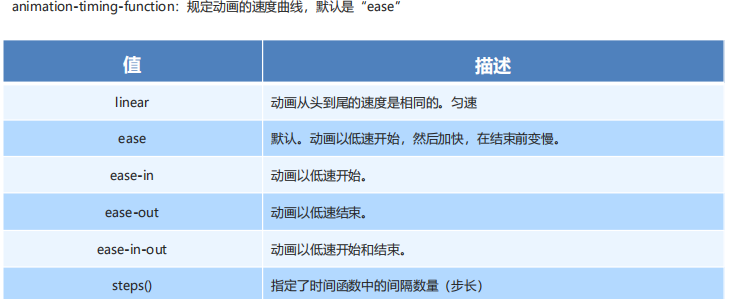 animation-timing-function：规定动画的速度曲线，默认是“ease”
值 描述
linear 动画从头到尾的速度是相同的。匀速
ease 默认。动画以低速开始，然后加快，在结束前变慢。
ease-in 动画以低速开始。
ease-out 动画以低速结束。
ease-in-out 动画以低速开始和结束。
steps() 指定了时间函数中的间隔数量（步长）